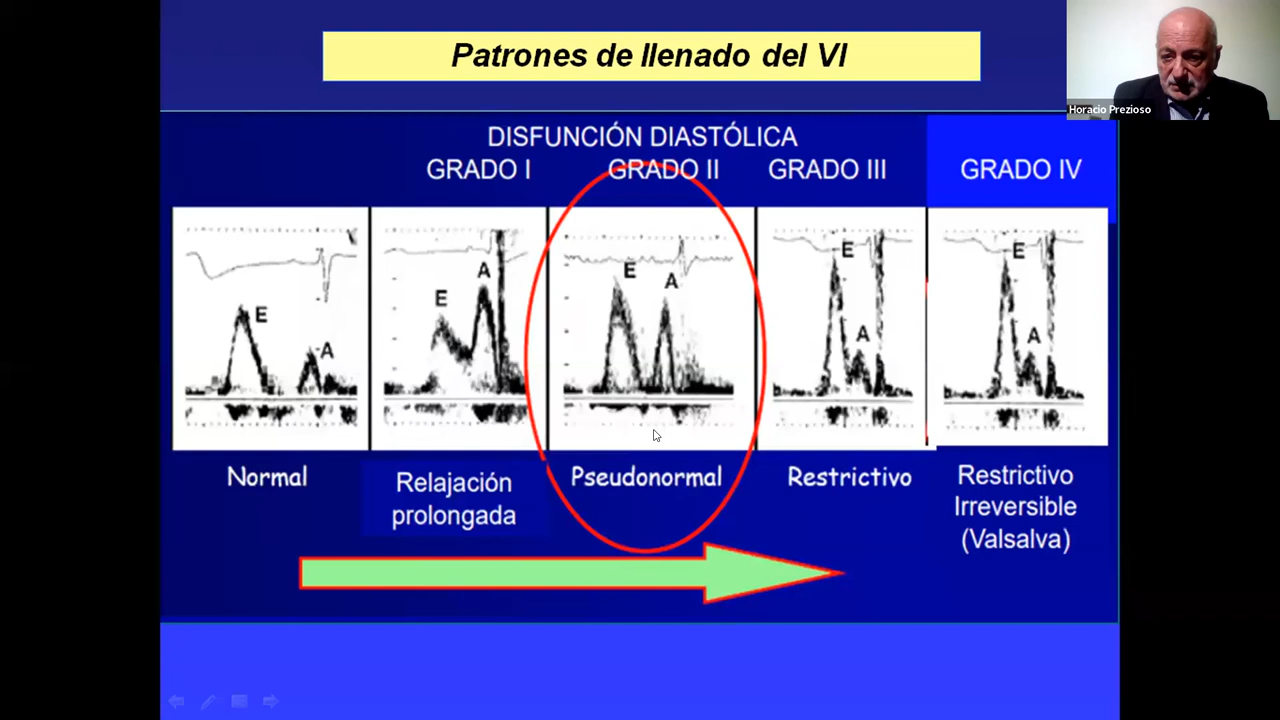 Patrones de llenado del VI
Horacio Prezioso
DISFUNCIÓN DIASTÓLICA
GRADO I
GRADO II
GRADO III
GRADO IV
E
A
E
A
E
A
E
A
E
A
Normal
Relajación
prolongada
Pseudonormal
Restrictivo
Restrictivo
Irreversible
(Valsalva)